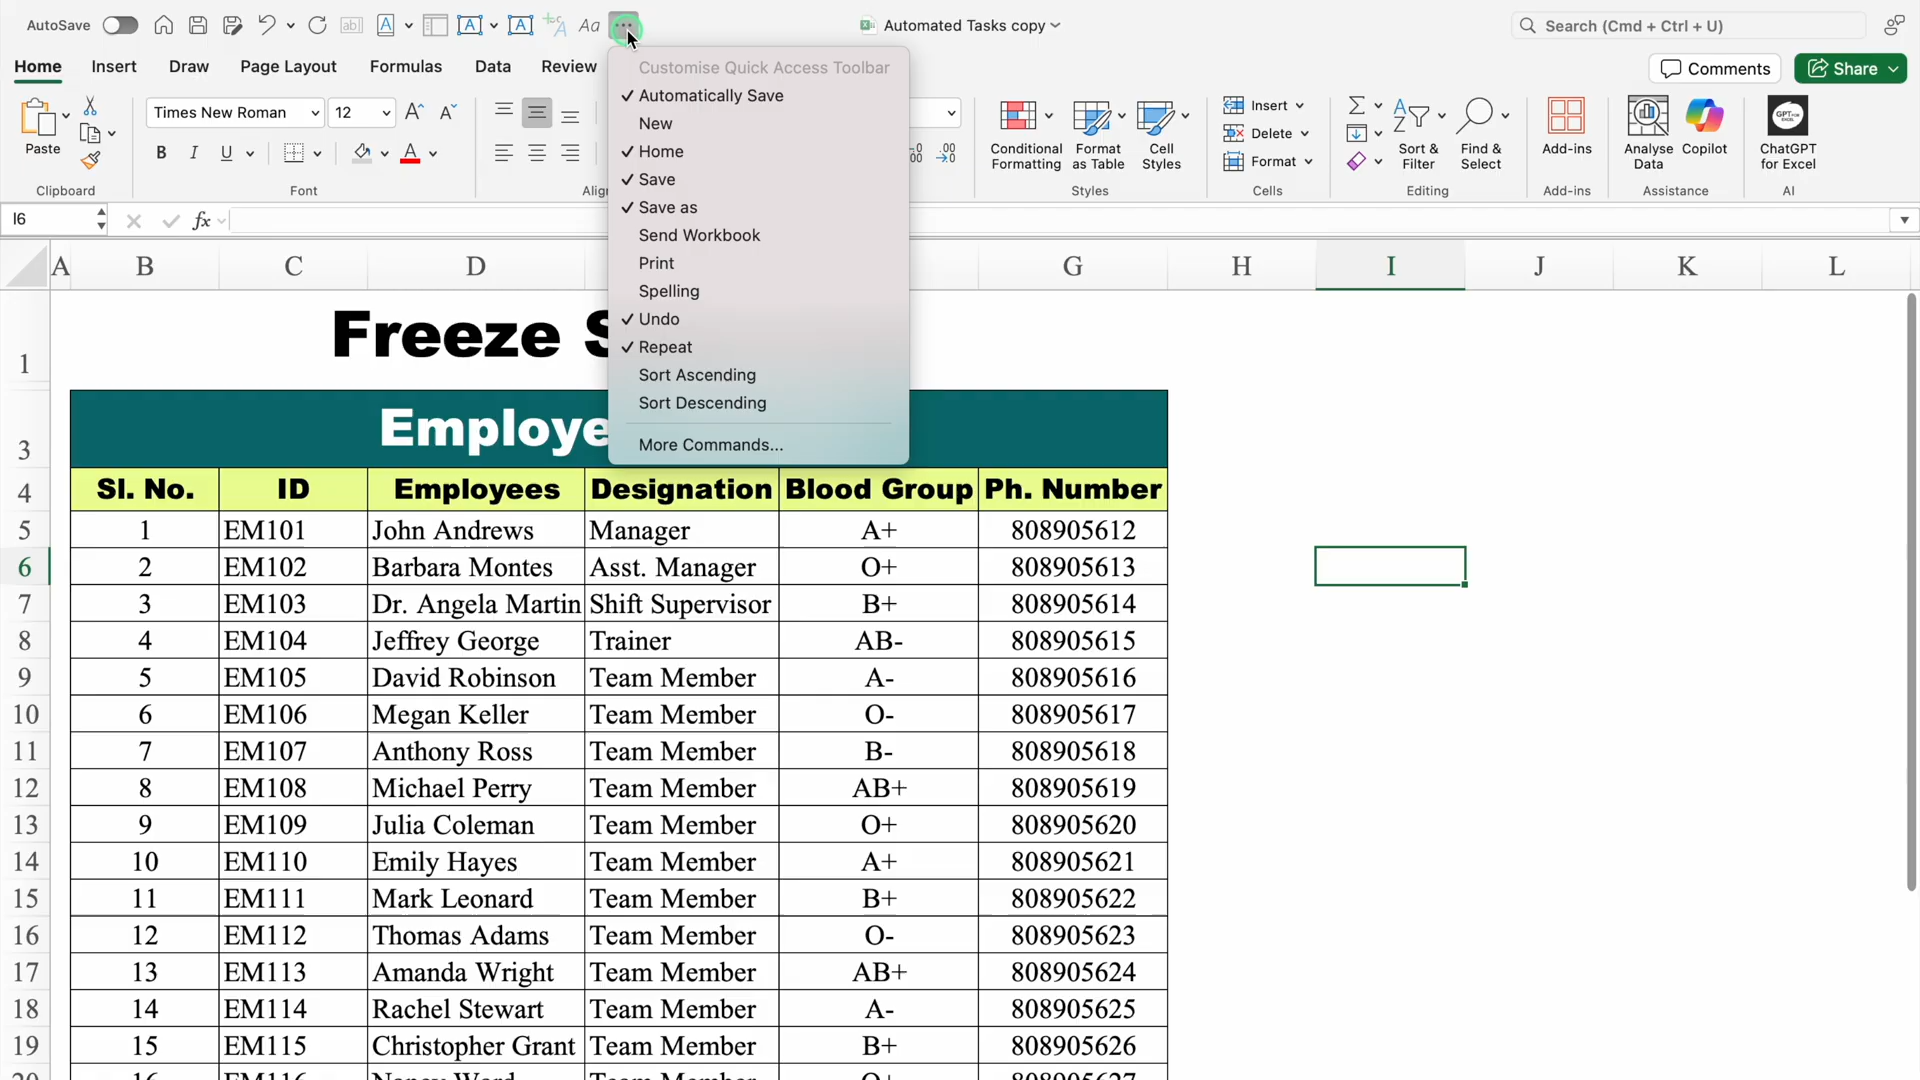 AutoSave
Automated Tasks copy
Search (Cmd + Ctrl + U)
Home
Insert
Draw
Page Layout
Formulas
Data
Review
Comments
Share
Paste
Times New Roman
12
Conditional Formatting
Format as Table
Cell Styles
Insert
Delete
Format
Sort & Filter
Find & Select
Add-ins
Analyse Data
Copilot
ChatGPT for Excel
Clipboard
Font
Styles
Cells
Editing
Add-ins
Assistance
AI
I6
fx
Customise Quick Access Toolbar
Automatically Save
New
Home
Save
Save as
Send Workbook
Print
Spelling
Undo
Repeat
Sort Ascending
Sort Descending
More Commands...
A B C D G H I J K L
1 Freeze
3 Employe
4 Sl. No. ID Employees Designation Blood Group Ph. Number
5 1 EM101 John Andrews Manager A+ 808905612
6 2 EM102 Barbara Montes Asst. Manager O+ 808905613
7 3 EM103 Dr. Angela Martin Shift Supervisor B+ 808905614
8 4 EM104 Jeffrey George Trainer AB- 808905615
9 5 EM105 David Robinson Team Member A- 808905616
10 6 EM106 Megan Keller Team Member O- 808905617
11 7 EM107 Anthony Ross Team Member B- 808905618
12 8 EM108 Michael Perry Team Member AB+ 808905619
13 9 EM109 Julia Coleman Team Member O+ 808905620
14 10 EM110 Emily Hayes Team Member A+ 808905621
15 11 EM111 Mark Leonard Team Member B+ 808905622
16 12 EM112 Thomas Adams Team Member O- 808905623
17 13 EM113 Amanda Wright Team Member AB+ 808905624
18 14 EM114 Rachel Stewart Team Member A- 808905625
19 15 EM115 Christopher Grant Team Member B+ 808905626